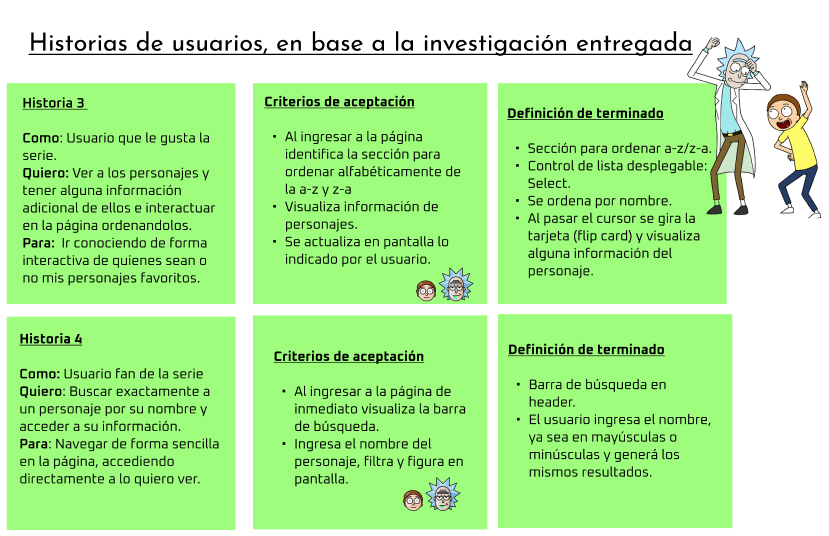 Historias de usuarios, en base a la investigación entregada
Historia 3
Como: Usuario que le gusta la
serie.
Quiero: Ver a los personajes y
tener alguna información
adicional de ellos e interactuar
en la página ordenandolos.
Para:  Ir conociendo de forma
interactiva de quienes sean o
no mis personajes favoritos.
Criterios de aceptación
• Al ingresar a la página
identifica la sección para
ordenar alfabéticamente de
la a-z y z-a
• Visualiza información de
personajes.
• Se actualiza en pantalla lo
indicado por el usuario.
Definición de terminado
• Sección para ordenar a-z/z-a.
• Control de lista desplegable:
Select.
• Se ordena por nombre.
• Al pasar el cursor se gira la
tarjeta (flip card) y visualiza
alguna información del
personaje.
Historia 4
Como: Usuario fan de la serie
Quiero: Buscar exactamente a
un personaje por su nombre y
acceder a su información.
Para: Navegar de forma sencilla
en la página, accediendo
directamente a lo quiero ver.
Criterios de aceptación
• Al ingresar a la página de
inmediato visualiza la barra
de búsqueda.
• Ingresa el nombre del
personaje, filtra y figura en
pantalla.
Definición de terminado
• Barra de búsqueda en
header.
• El usuario ingresa el nombre,
ya sea en mayúsculas o
minúsculas y generá los
mismos resultados.